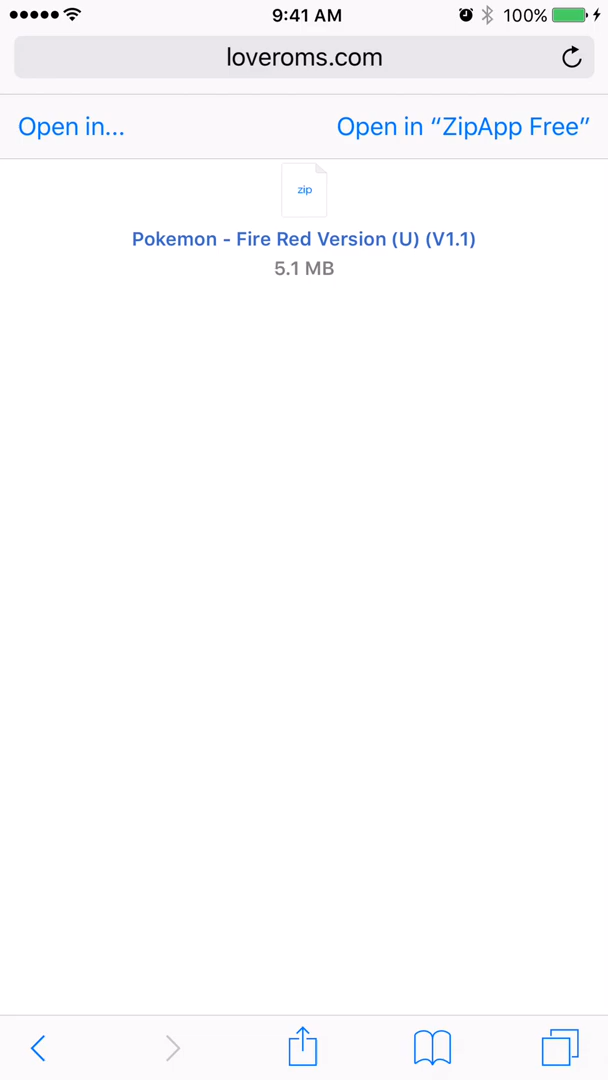 9:41 AM
100%
loveroms.com
Open in...
Open in “ZipApp Free”
zip
Pokemon - Fire Red Version (U) (V1.1)
5.1 MB